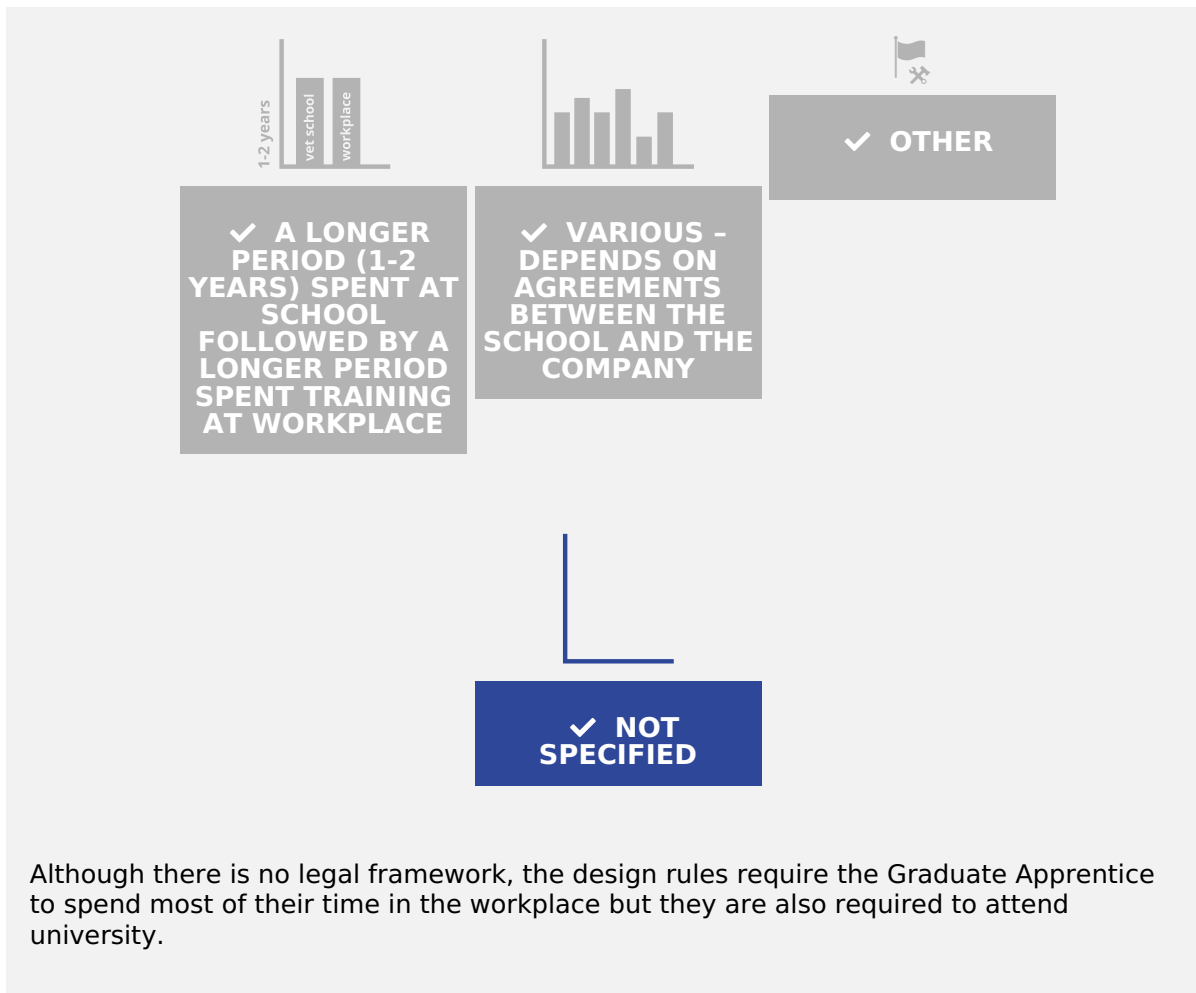 1-2 years
vet school
workplace
A LONGER
PERIOD (1-2
YEARS) SPENT AT
SCHOOL
FOLLOWED BY A
LONGER PERIOD
SPENT TRAINING
AT WORKPLACE
VARIOUS –
DEPENDS ON
AGREEMENTS
BETWEEN THE
SCHOOL AND THE
COMPANY
OTHER
NOT
SPECIFIED
Although there is no legal framework, the design rules require the Graduate Apprentice
to spend most of their time in the workplace but they are also required to attend
university.